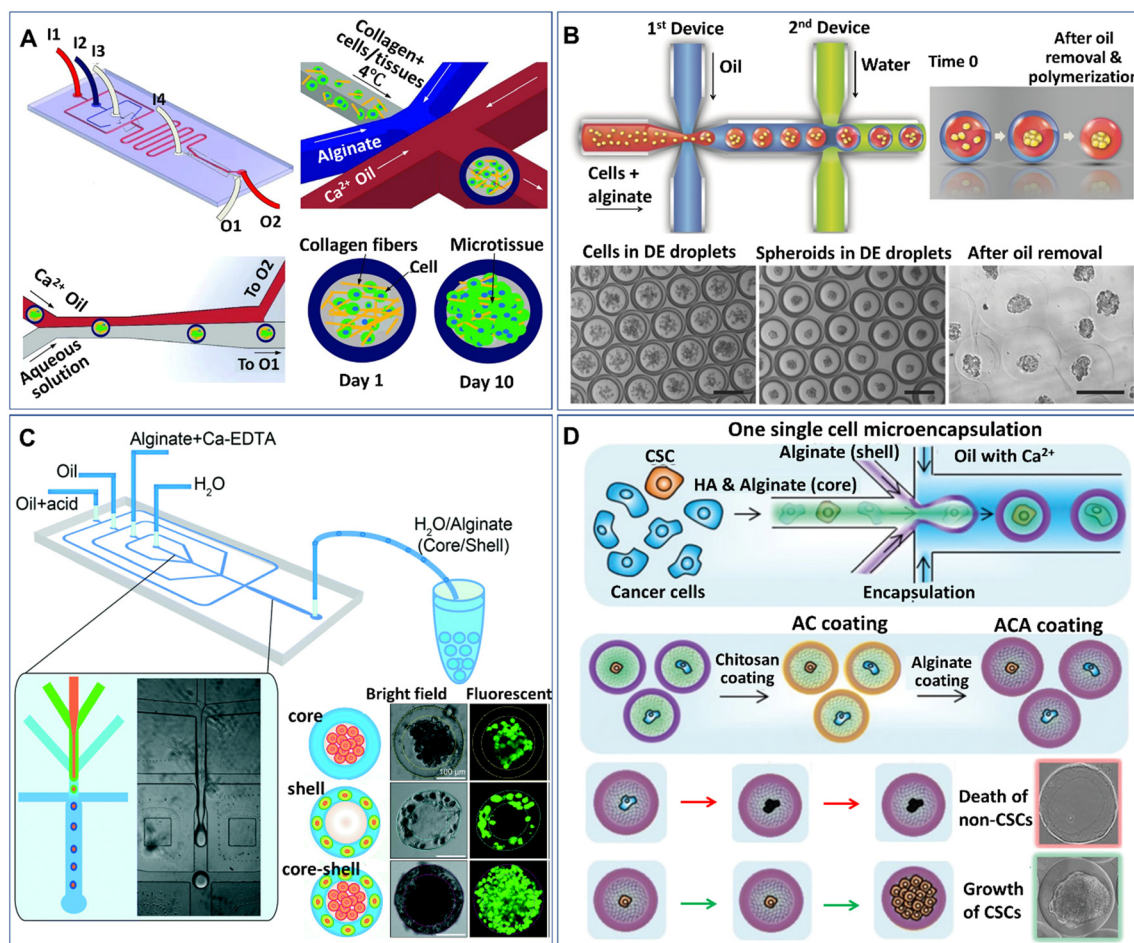 A
I1
I2
I3
I4
O1
O2
Collagen+
cells/tissues
4°C
Alginate
Ca²⁺ Oil
Ca²⁺ Oil
To O2
Aqueous
solution
To O1
Collagen fibers
Cell
Microtissue
Day 1
Day 10
B
1st Device
2nd Device
Oil
Water
Cells +
alginate
Time 0
After oil
removal &
polymerization
Cells in DE droplets
Spheroids in DE droplets
After oil removal
C
Alginate+Ca-EDTA
Oil
H₂O
Oil+acid
H₂O/Alginate
(Core/Shell)
Bright field
Fluorescent
core
100 µm
shell
core-shell
D
One single cell microencapsulation
CSC
Alginate (shell)
Oil with Ca²⁺
HA & Alginate (core)
Cancer cells
Encapsulation
AC coating
ACA coating
Chitosan
coating
Alginate
coating
Death of
non-CSCs
Growth
of CSCs